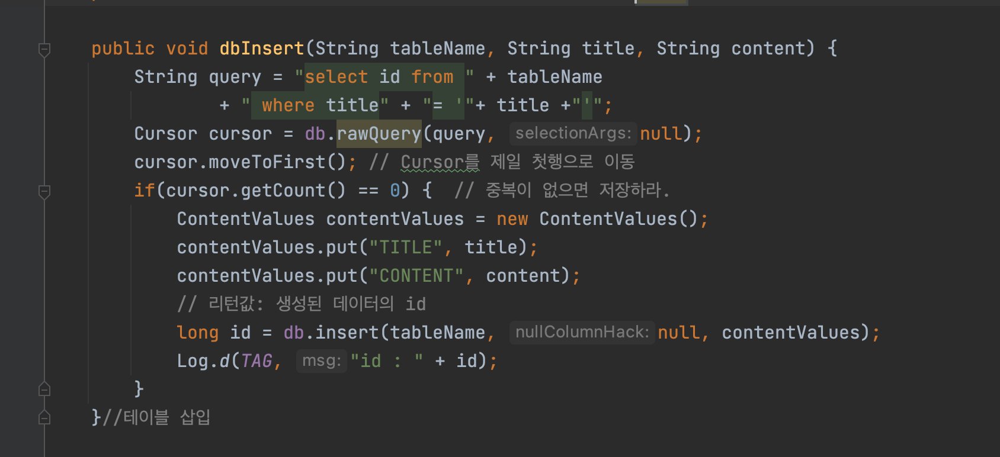 public void dbInsert(String tableName, String title, String content) {
String query = "select id from " + tableName
+ " where title" + "= '"+ title +"'";
Cursor cursor = db.rawQuery(query, selectionArgs: null);
cursor.moveToFirst(); // Cursor를 제일 첫행으로 이동
if(cursor.getCount() == 0) {  // 중복이 없으면 저장하라.
ContentValues contentValues = new ContentValues();
contentValues.put("TITLE", title);
contentValues.put("CONTENT", content);
// 리턴값: 생성된 데이터의 id
long id = db.insert(tableName, nullColumnHack: null, contentValues);
Log.d(TAG, msg: "id : " + id);
}
}//테이블 삽입